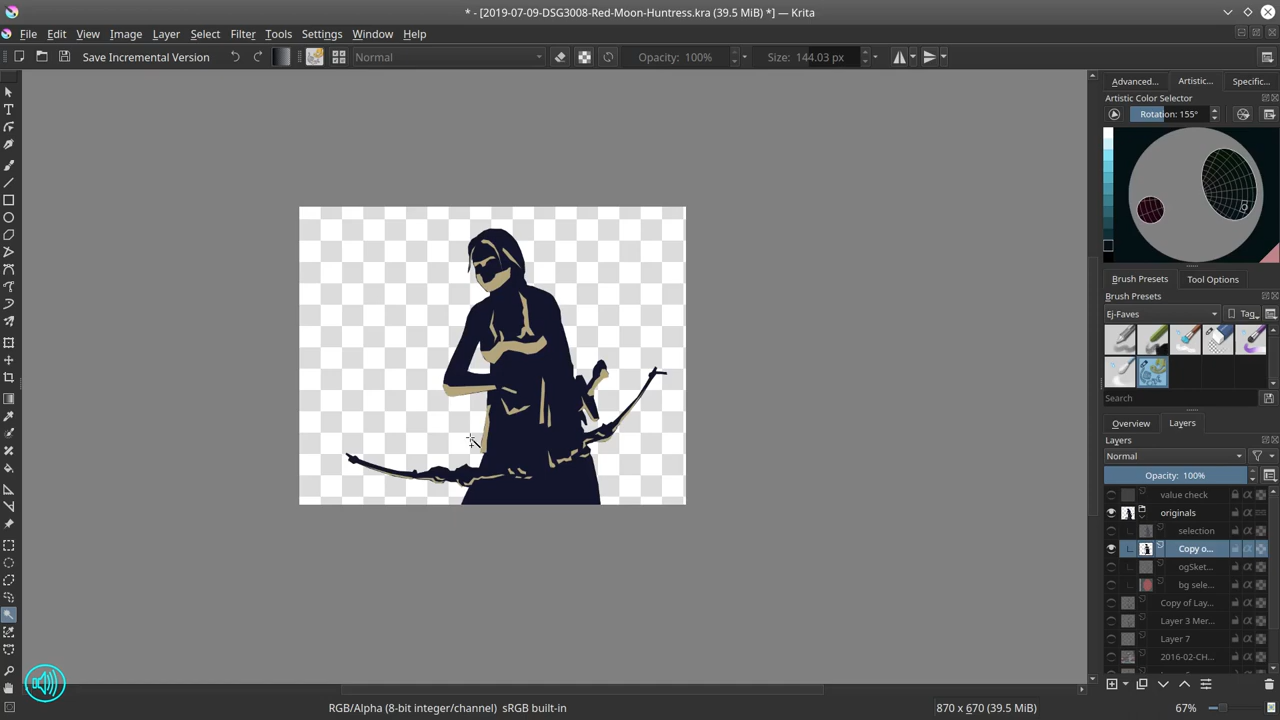 * - [2019-07-09-DSG3008-Red-Moon-Huntress.kra (39.5 MiB) *] — Krita
File Edit View Image Layer Select Filter Tools Settings Window Help
Save Incremental Version Normal Opacity: 100% Size: 144.03 px
Advanced... Artistic... Specific...
Artistic Color Selector
Rotation: 155°
Brush Presets Tool Options
Brush Presets
Ej-Faves Tag
Search
Overview Layers
Layers
Normal
Opacity: 100%
value check
originals
selection
Copy o...
ogSket...
bg sele...
Copy of Lay...
Layer 3 Mer...
Layer 7
2016-02-CH...
RGB/Alpha (8-bit integer/channel) sRGB built-in 870 x 670 (39.5 MiB) 67%